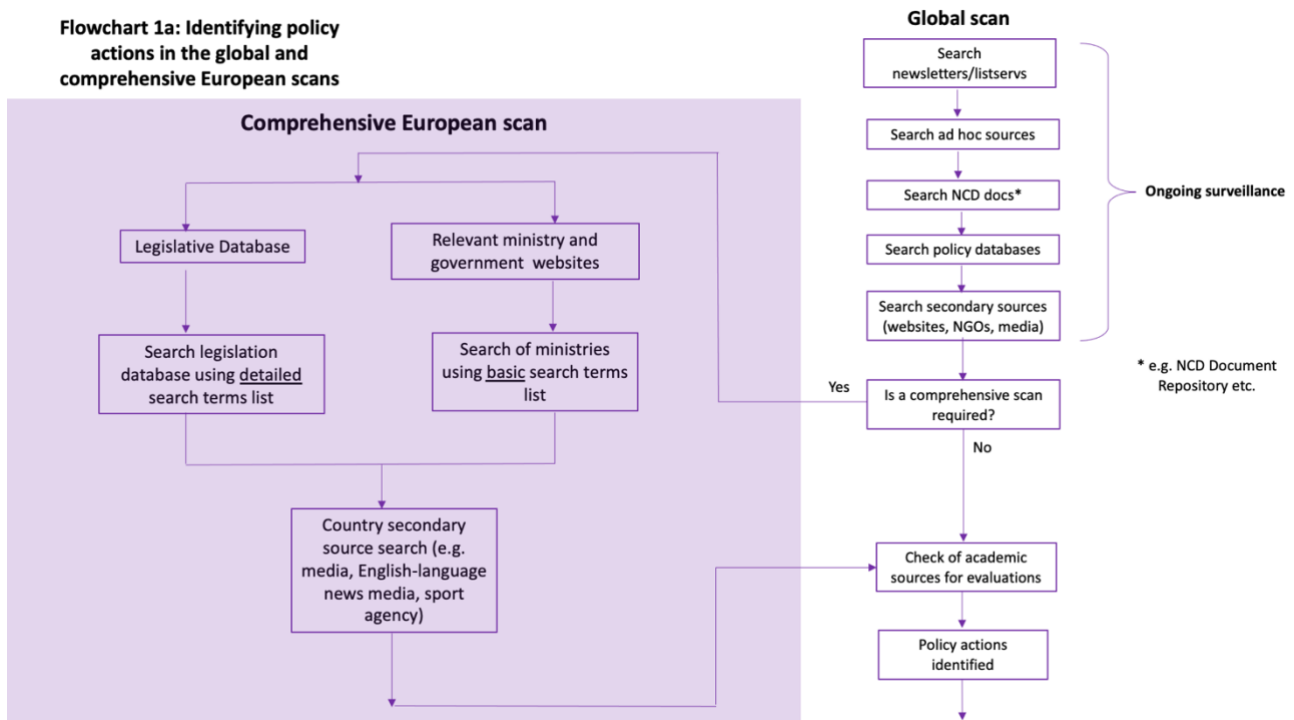 Flowchart 1a: Identifying policy
actions in the global and
comprehensive European scans
Comprehensive European scan
Legislative Database
Relevant ministry and
government websites
Search legislation
database using detailed
search terms list
Search of ministries
using basic search terms
list
Country secondary
source search (e.g.
media, English-language
news media, sport
agency)
Global scan
Search
newsletters/listservs
Search ad hoc sources
Search NCD docs*
Search policy databases
Search secondary sources
(websites, NGOs, media)
Ongoing surveillance
* e.g. NCD Document
Repository etc.
Is a comprehensive scan
required?
Yes
No
Check of academic
sources for evaluations
Policy actions
identified